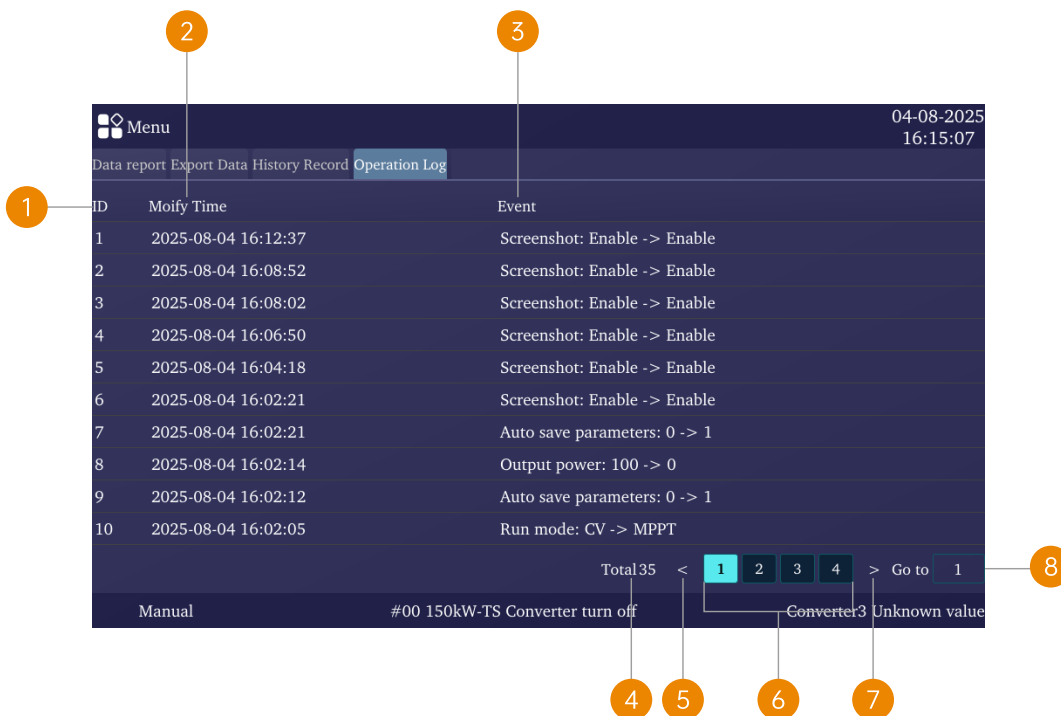 2
3
04-08-2025
Menu
16:15:07
Data report Export Data History Record Operation Log
1
ID Moify Time Event
1 2025-08-04 16:12:37 Screenshot: Enable -> Enable
2 2025-08-04 16:08:52 Screenshot: Enable -> Enable
3 2025-08-04 16:08:02 Screenshot: Enable -> Enable
4 2025-08-04 16:06:50 Screenshot: Enable -> Enable
5 2025-08-04 16:04:18 Screenshot: Enable -> Enable
6 2025-08-04 16:02:21 Screenshot: Enable -> Enable
7 2025-08-04 16:02:21 Auto save parameters: 0 -> 1
8 2025-08-04 16:02:14 Output power: 100 -> 0
9 2025-08-04 16:02:12 Auto save parameters: 0 -> 1
10 2025-08-04 16:02:05 Run mode: CV -> MPPT
Total 35 < 1 2 3 4 > Go to 1
8
Manual #00 150kW-TS Converter turn off Converter3 Unknown value
4
5
6
7